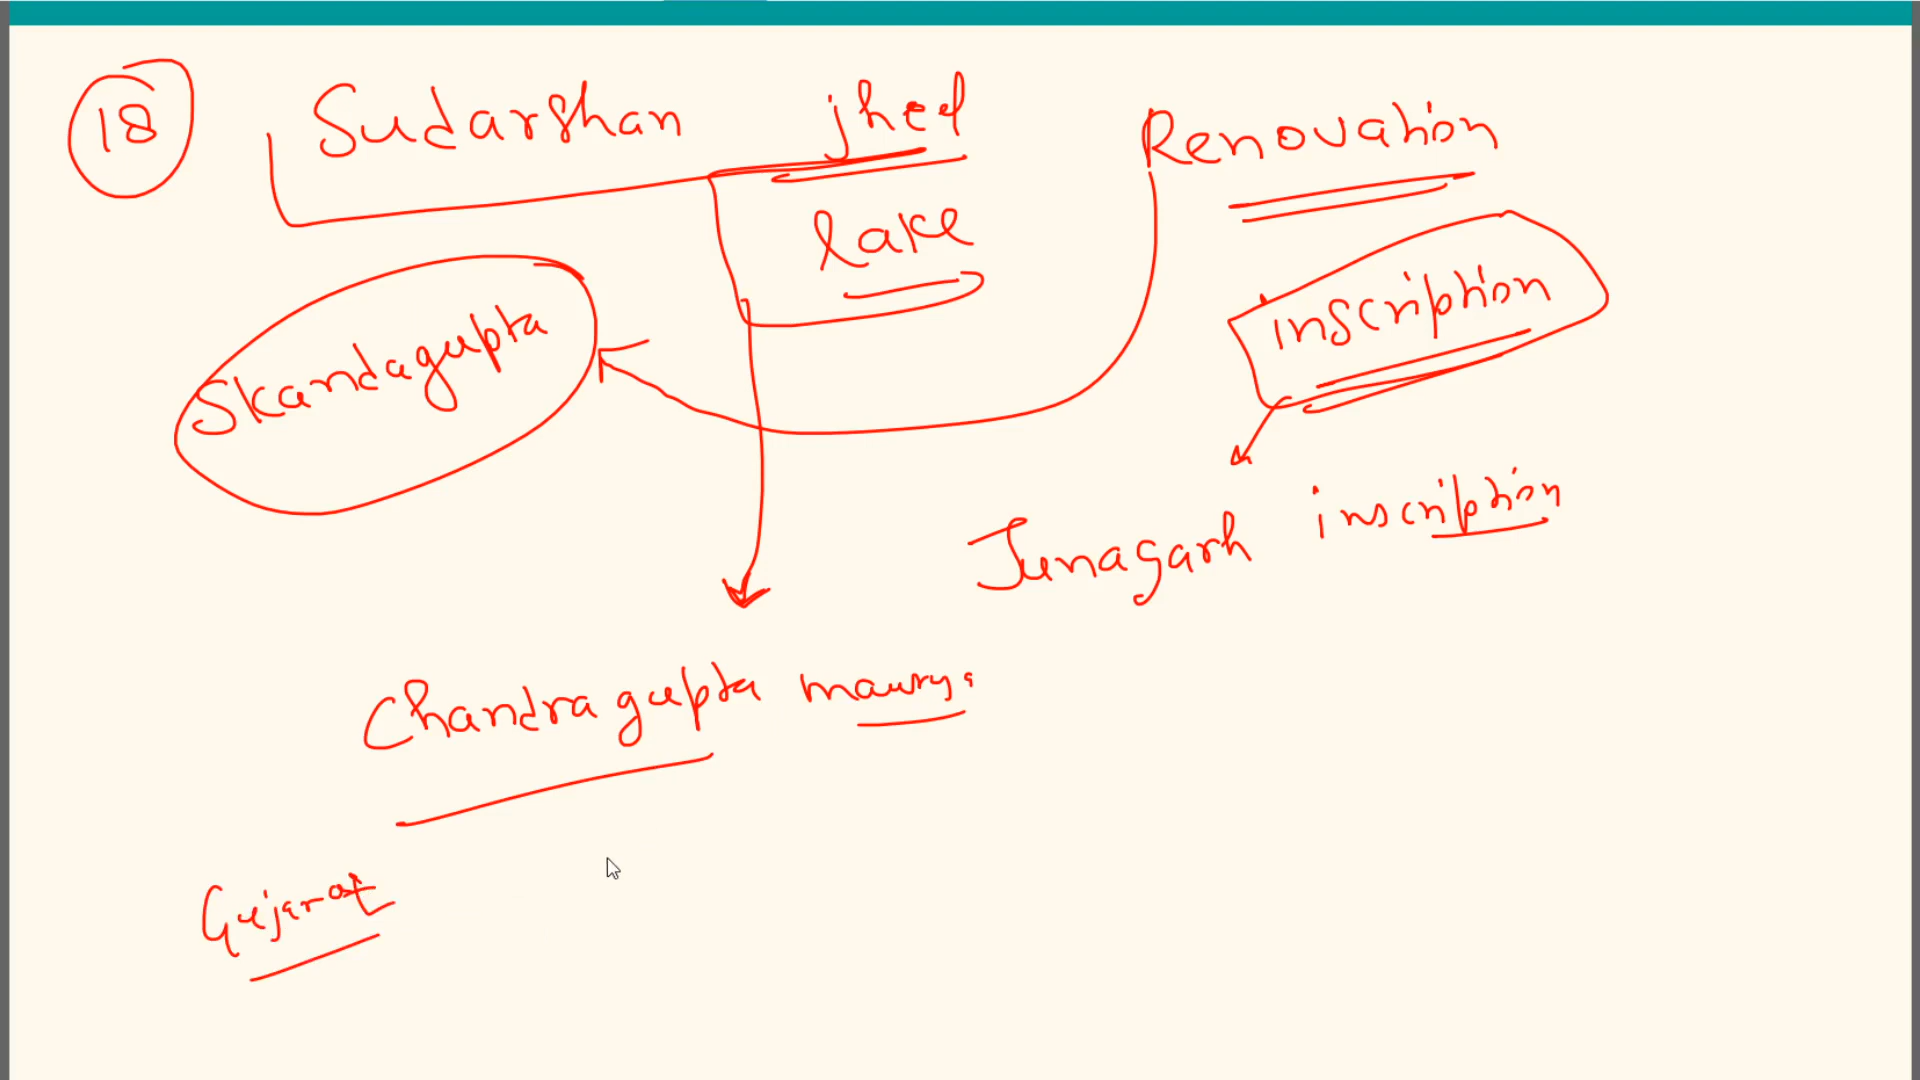 18 Sudarshan jheel Renovation
lake
inscription
Skandagupta
Junagarh inscription
Chandragupta maurya
Gujarat